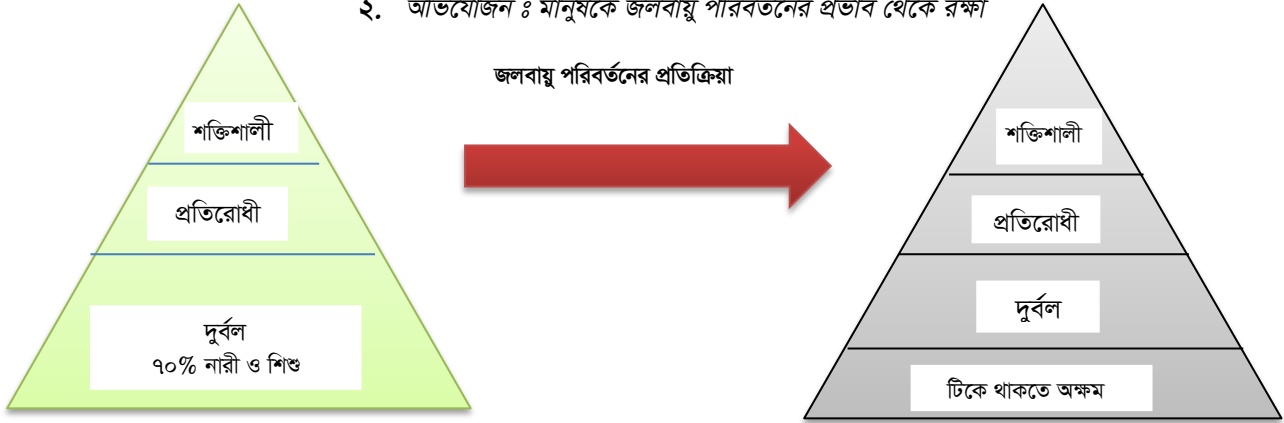 ২. অভিযোজন ঃ মানুষকে জলবায়ু পরিবর্তনের প্রভাব থেকে রক্ষা
জলবায়ু পরিবর্তনের প্রতিক্রিয়া
শক্তিশালী
প্রতিরোধী
দুর্বল
৭০% নারী ও শিশু
শক্তিশালী
প্রতিরোধী
দুর্বল
টিকে থাকতে অক্ষম